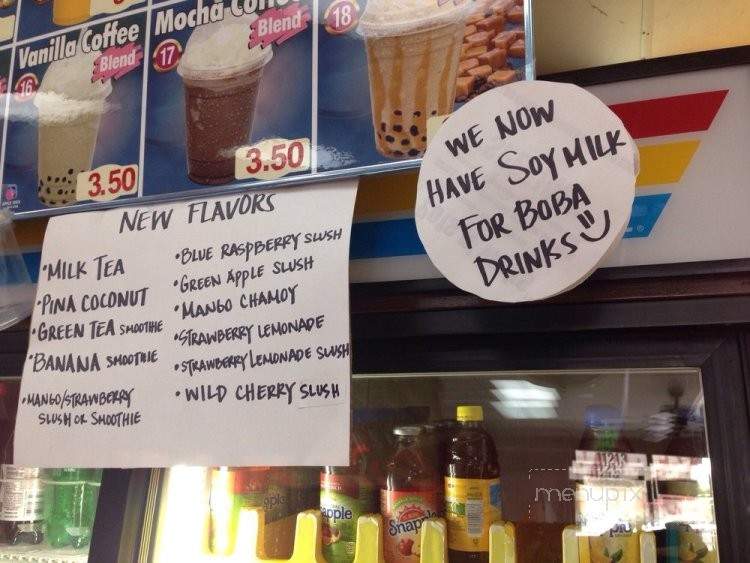 Vanilla Coffee
Blend
16
3.50
Mocha
Blend
17
3.50
18
WE NOW
HAVE SOY MILK
FOR BOBA
DRINKS
NEW FLAVORS
•MILK TEA
•PINA COCONUT
•GREEN TEA SMOOTHIE
•BANANA SMOOTHIE
•MANGO/STRAWBERRY
SLUSH OR SMOOTHIE
•BLUE RASPBERRY SLUSH
•GREEN APPLE SLUSH
•MANGO CHAMOY
•STRAWBERRY LEMONADE
•STRAWBERRY LEMONADE SLUSH
•WILD CHERRY SLUSH
apple
Snap
menupix